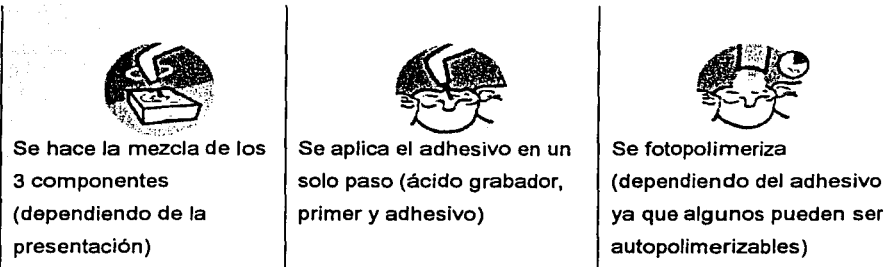 Se hace la mezcla de los
3 componentes
(dependiendo de la
presentación)
Se aplica el adhesivo en un
solo paso (ácido grabador,
primer y adhesivo)
Se fotopolimeriza
(dependiendo del adhesivo
ya que algunos pueden ser
autopolimerizables)